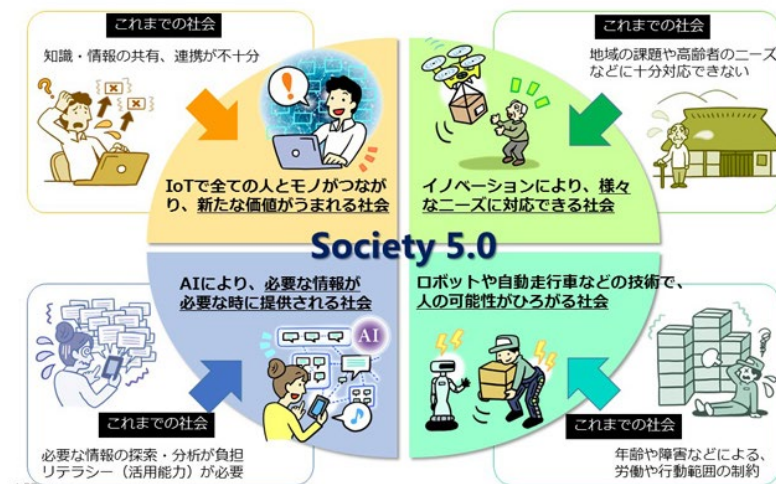 これまでの社会
知識・情報の共有、連携が不十分
IoTで全ての人とモノがつなが
り、新たな価値がうまれる社会
これまでの社会
地域の課題や高齢者のニーズ
などに十分対応できない
イノベーションにより、様々
なニーズに対応できる社会
Society 5.0
AIにより、必要な情報が
必要な時に提供される社会
AI
これまでの社会
必要な情報の探索・分析が負担
リテラシー（活用能力）が必要
ロボットや自動走行車などの技術で、
人の可能性がひろがる社会
これまでの社会
年齢や障害などによる、
労働や行動範囲の制約